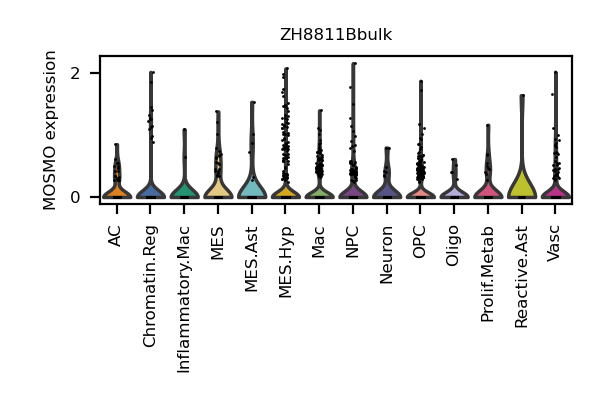 ZH8811Bbulk
MOSMO expression
2
0
AC
Chromatin.Reg
Inflammatory.Mac
MES
MES.Ast
MES.Hyp
Mac
NPC
Neuron
OPC
Oligo
Prolif.Metab
Reactive.Ast
Vasc